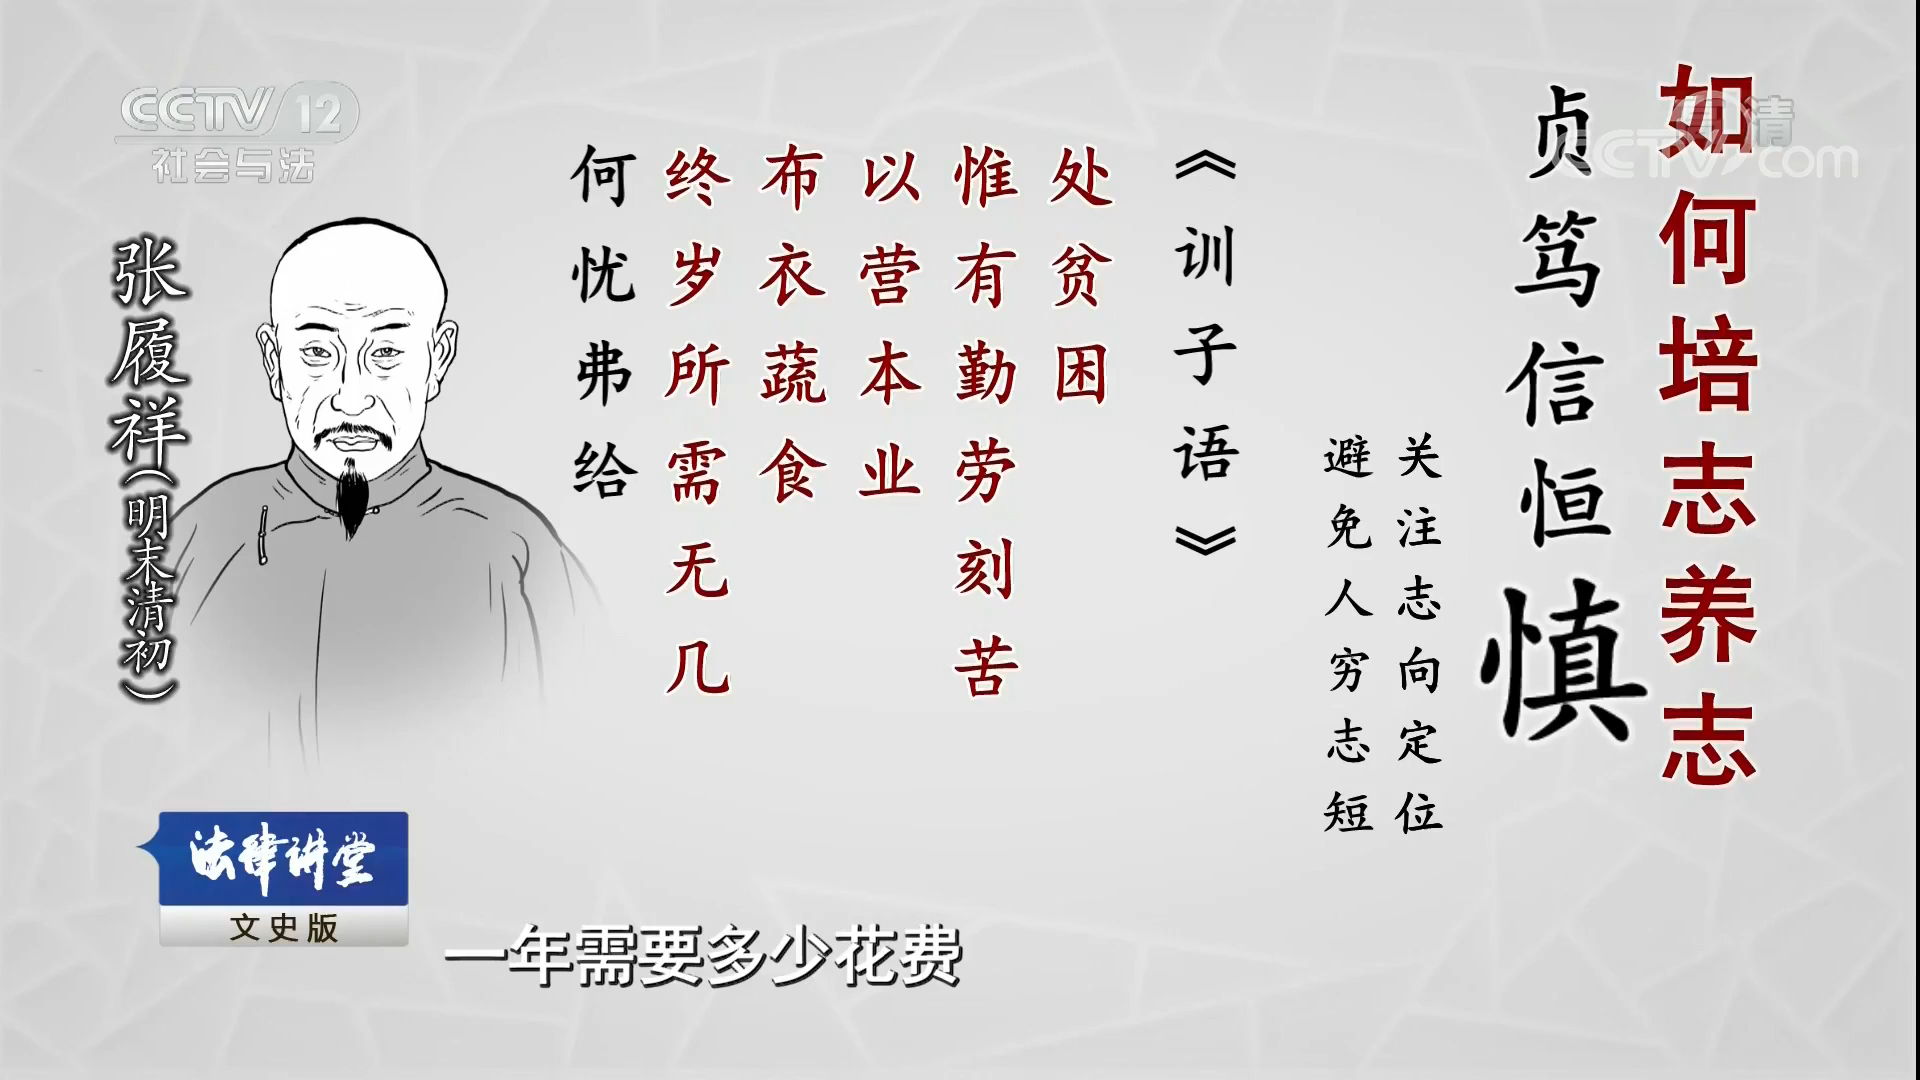 如何培志养志
贞笃信恒慎
关注志向定位
避免人穷志短
《训子语》
处贫困
惟有勤劳刻苦
以营本业
布衣蔬食
终岁所需无几
何忧弗给
张履祥(明末清初)
CCTV 12
社会与法
高清
CCTV.com
法律讲堂
文史版
一年需要多少花费